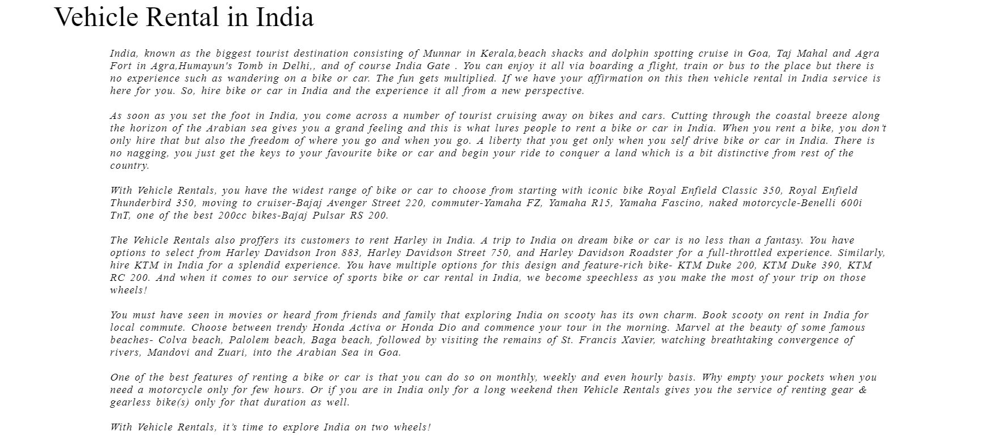 Vehicle Rental in India
India, known as the biggest tourist destination consisting of Munnar in Kerala,beach shacks and dolphin spotting cruise in Goa, Taj Mahal and Agra
Fort in Agra,Humayun's Tomb in Delhi,, and of course India Gate . You can enjoy it all via boarding a flight, train or bus to the place but there is
no experience such as wandering on a bike or car. The fun gets multiplied. If we have your affirmation on this then vehicle rental in India service is
here for you. So, hire bike or car in India and the experience it all from a new perspective.
As soon as you set the foot in India, you come across a number of tourist cruising away on bikes and cars. Cutting through the coastal breeze along
the horizon of the Arabian sea gives you a grand feeling and this is what lures people to rent a bike or car in India. When you rent a bike, you don’t
only hire that but also the freedom of where you go and when you go. A liberty that you get only when you self drive bike or car in India. There is
no nagging, you just get the keys to your favourite bike or car and begin your ride to conquer a land which is a bit distinctive from rest of the
country.
With Vehicle Rentals, you have the widest range of bike or car to choose from starting with iconic bike Royal Enfield Classic 350, Royal Enfield
Thunderbird 350, moving to cruiser-Bajaj Avenger Street 220, commuter-Yamaha FZ, Yamaha R15, Yamaha Fascino, naked motorcycle-Benelli 600i
TnT, one of the best 200cc bikes-Bajaj Pulsar RS 200.
The Vehicle Rentals also proffers its customers to rent Harley in India. A trip to India on dream bike or car is no less than a fantasy. You have
options to select from Harley Davidson Iron 883, Harley Davidson Street 750, and Harley Davidson Roadster for a full-throttled experience. Similarly,
hire KTM in India for a splendid experience. You have multiple options for this design and feature-rich bike- KTM Duke 200, KTM Duke 390, KTM
RC 200. And when it comes to our service of sports bike or car rental in India, we become speechless as you make the most of your trip on those
wheels!
You must have seen in movies or heard from friends and family that exploring India on scooty has its own charm. Book scooty on rent in India for
local commute. Choose between trendy Honda Activa or Honda Dio and commence your tour in the morning. Marvel at the beauty of some famous
beaches- Colva beach, Palolem beach, Baga beach, followed by visiting the remains of St. Francis Xavier, watching breathtaking convergence of
rivers, Mandovi and Zuari, into the Arabian Sea in Goa.
One of the best features of renting a bike or car is that you can do so on monthly, weekly and even hourly basis. Why empty your pockets when you
need a motorcycle only for few hours. Or if you are in India only for a long weekend then Vehicle Rentals gives you the service of renting gear &
gearless bike(s) only for that duration as well.
With Vehicle Rentals, it’s time to explore India on two wheels!